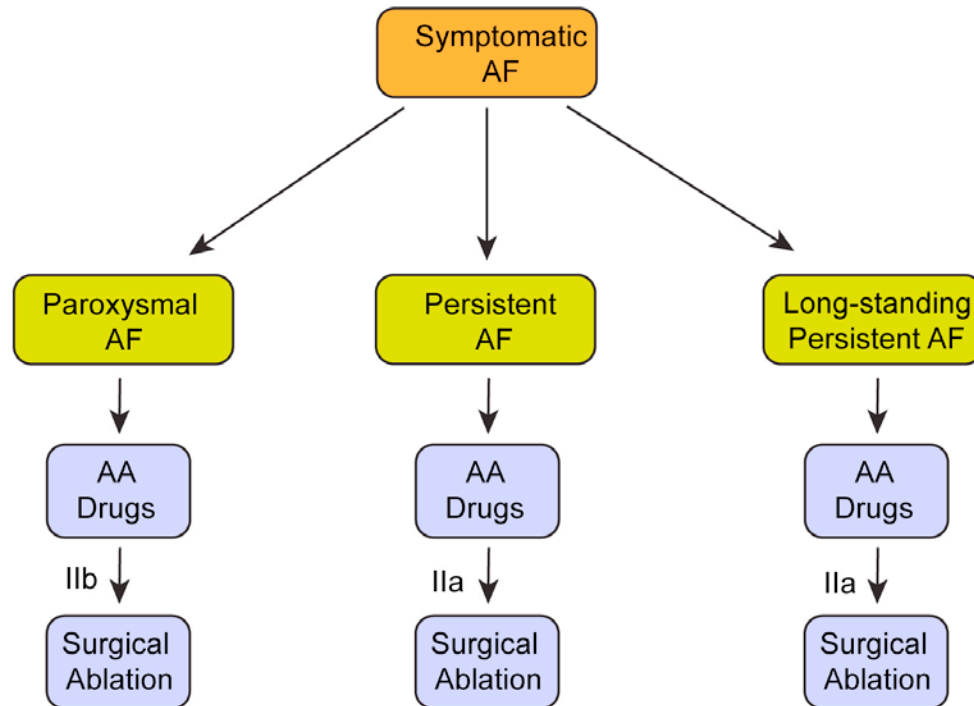 Symptomatic
AF
Paroxysmal
AF
Persistent
AF
Long-standing
Persistent AF
AA
Drugs
AA
Drugs
AA
Drugs
IIb
IIa
IIa
Surgical
Ablation
Surgical
Ablation
Surgical
Ablation